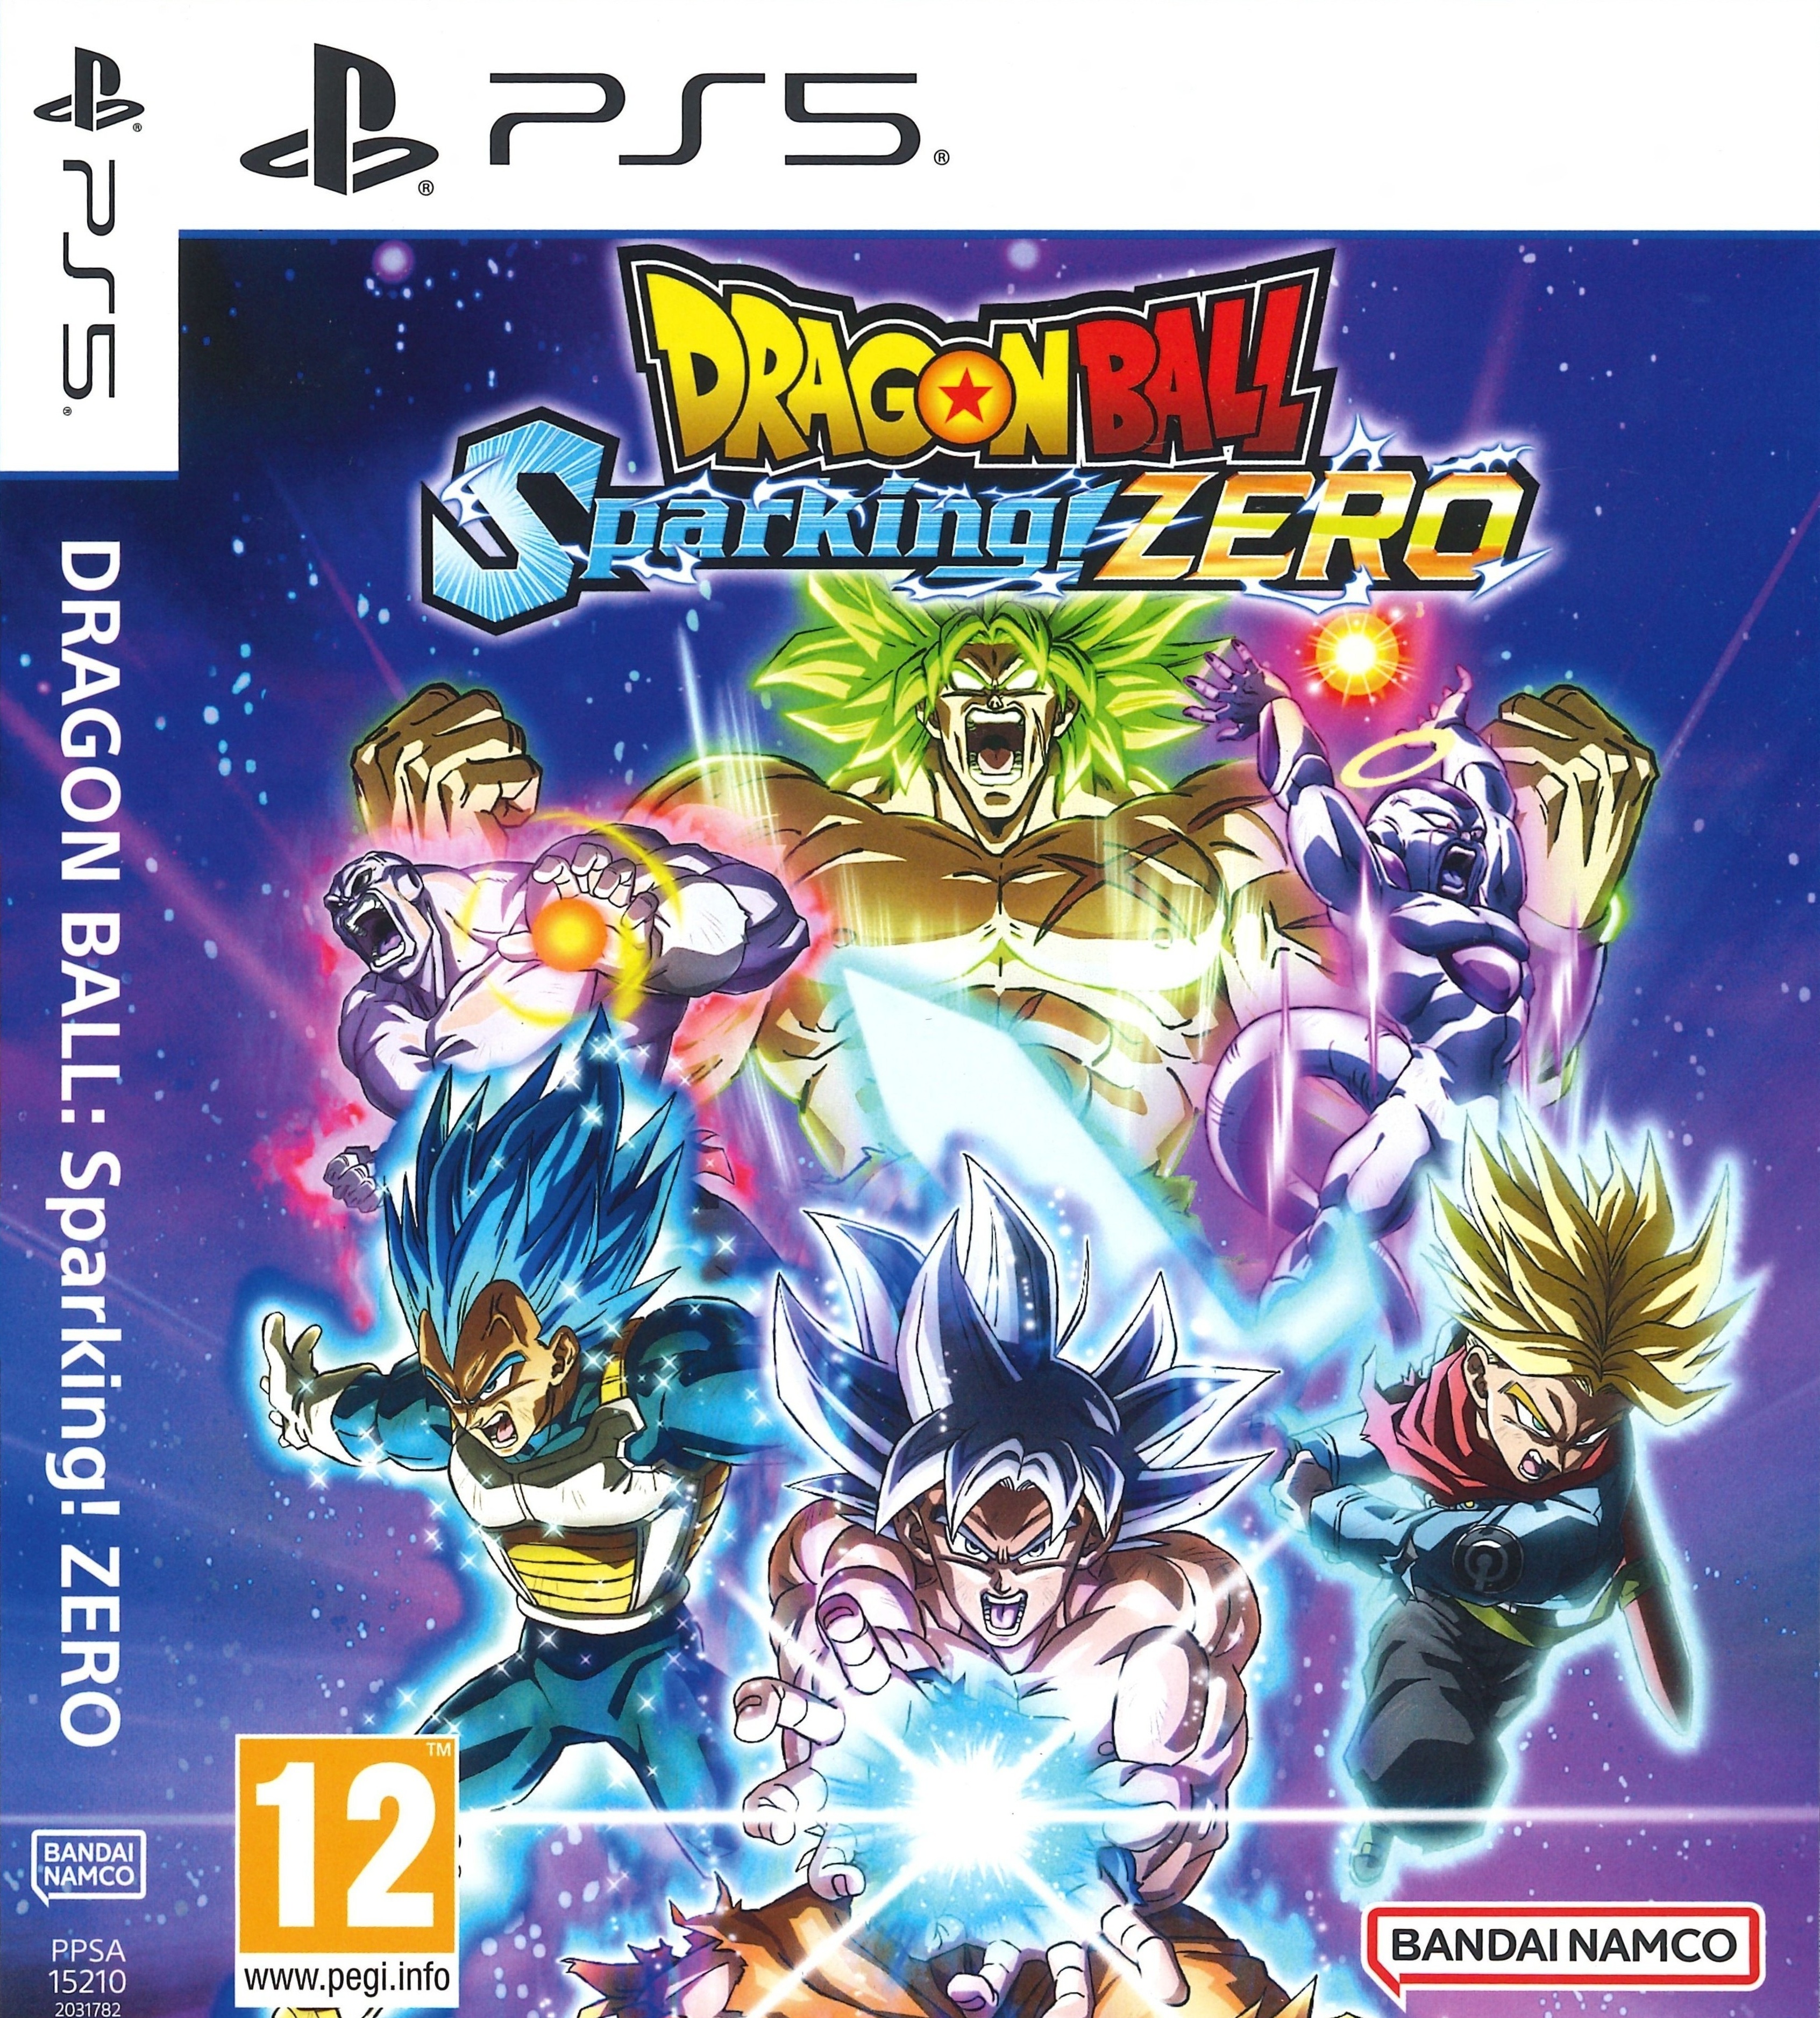 PS5
PS5
DRAGON BALL: Sparking! ZERO
BANDAI
NAMCO
PPSA
15210
2031782
DRAGON BALL
Sparking! ZERO
12
TM
www.pegi.info
BANDAI NAMCO